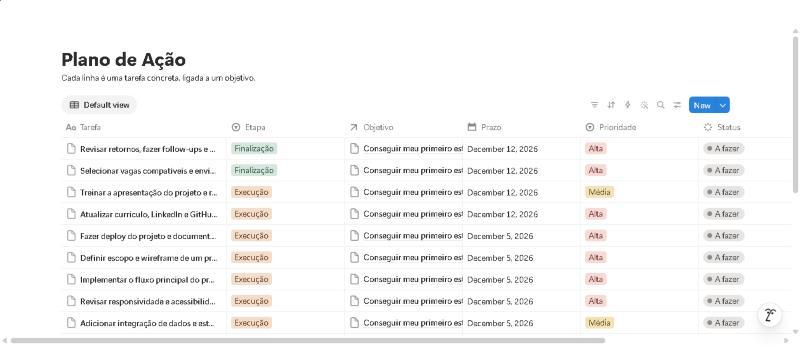 Plano de Ação
Cada linha é uma tarefa concreta, ligada a um objetivo.
Default view
New
Aa Tarefa Etapa Objetivo Prazo Prioridade Status
Revisar retornos, fazer follow-ups e ... Finalização Conseguir meu primeiro est December 12, 2026 Alta A fazer
Selecionar vagas compatíveis e envi... Finalização Conseguir meu primeiro est December 12, 2026 Alta A fazer
Treinar a apresentação do projeto e r... Execução Conseguir meu primeiro est December 12, 2026 Média A fazer
Atualizar currículo, LinkedIn e GitHu... Execução Conseguir meu primeiro est December 12, 2026 Alta A fazer
Fazer deploy do projeto e document... Execução Conseguir meu primeiro est December 5, 2026 Alta A fazer
Definir escopo e wireframe de um pr... Execução Conseguir meu primeiro est December 5, 2026 Alta A fazer
Implementar o fluxo principal do pr... Execução Conseguir meu primeiro est December 5, 2026 Alta A fazer
Revisar responsividade e acessibilid... Execução Conseguir meu primeiro est December 5, 2026 Alta A fazer
Adicionar integração de dados e est... Execução Conseguir meu primeiro est December 5, 2026 Média A fazer